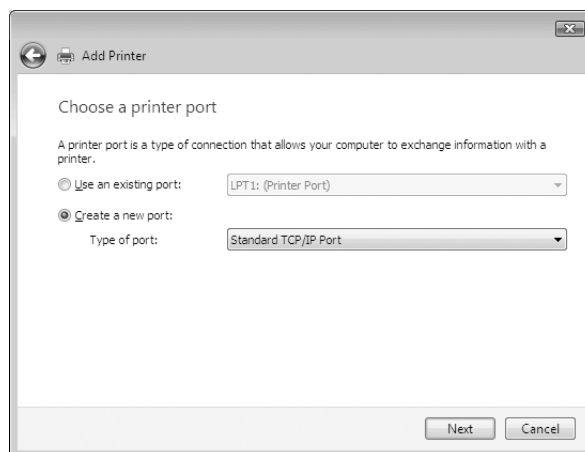 Add Printer
Choose a printer port
A printer port is a type of connection that allows your computer to exchange information with a
printer.
Use an existing port: LPT1: (Printer Port)
Create a new port:
Type of port: Standard TCP/IP Port
Next Cancel